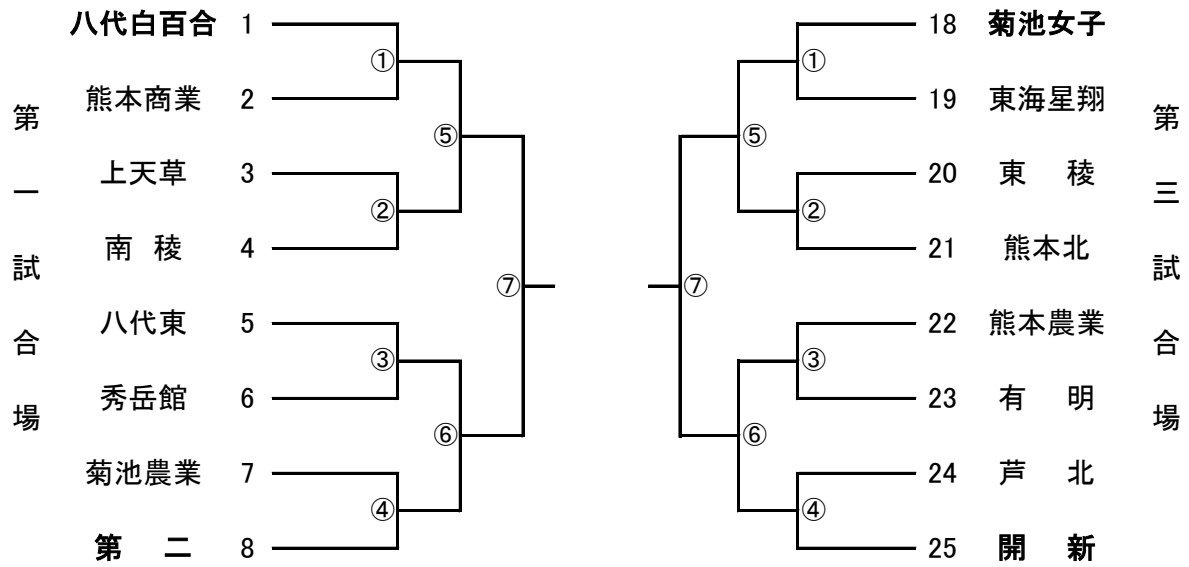 第一試合場
八代白百合 1
熊本商業 2
上天草 3
南 稜 4
八代東 5
秀岳館 6
菊池農業 7
第 二 8
①
②
③
④
⑤
⑥
⑦
第三試合場
18 菊池女子
19 東海星翔
20 東 稜
21 熊本北
22 熊本農業
23 有 明
24 芦 北
25 開 新
①
②
③
④
⑤
⑥
⑦